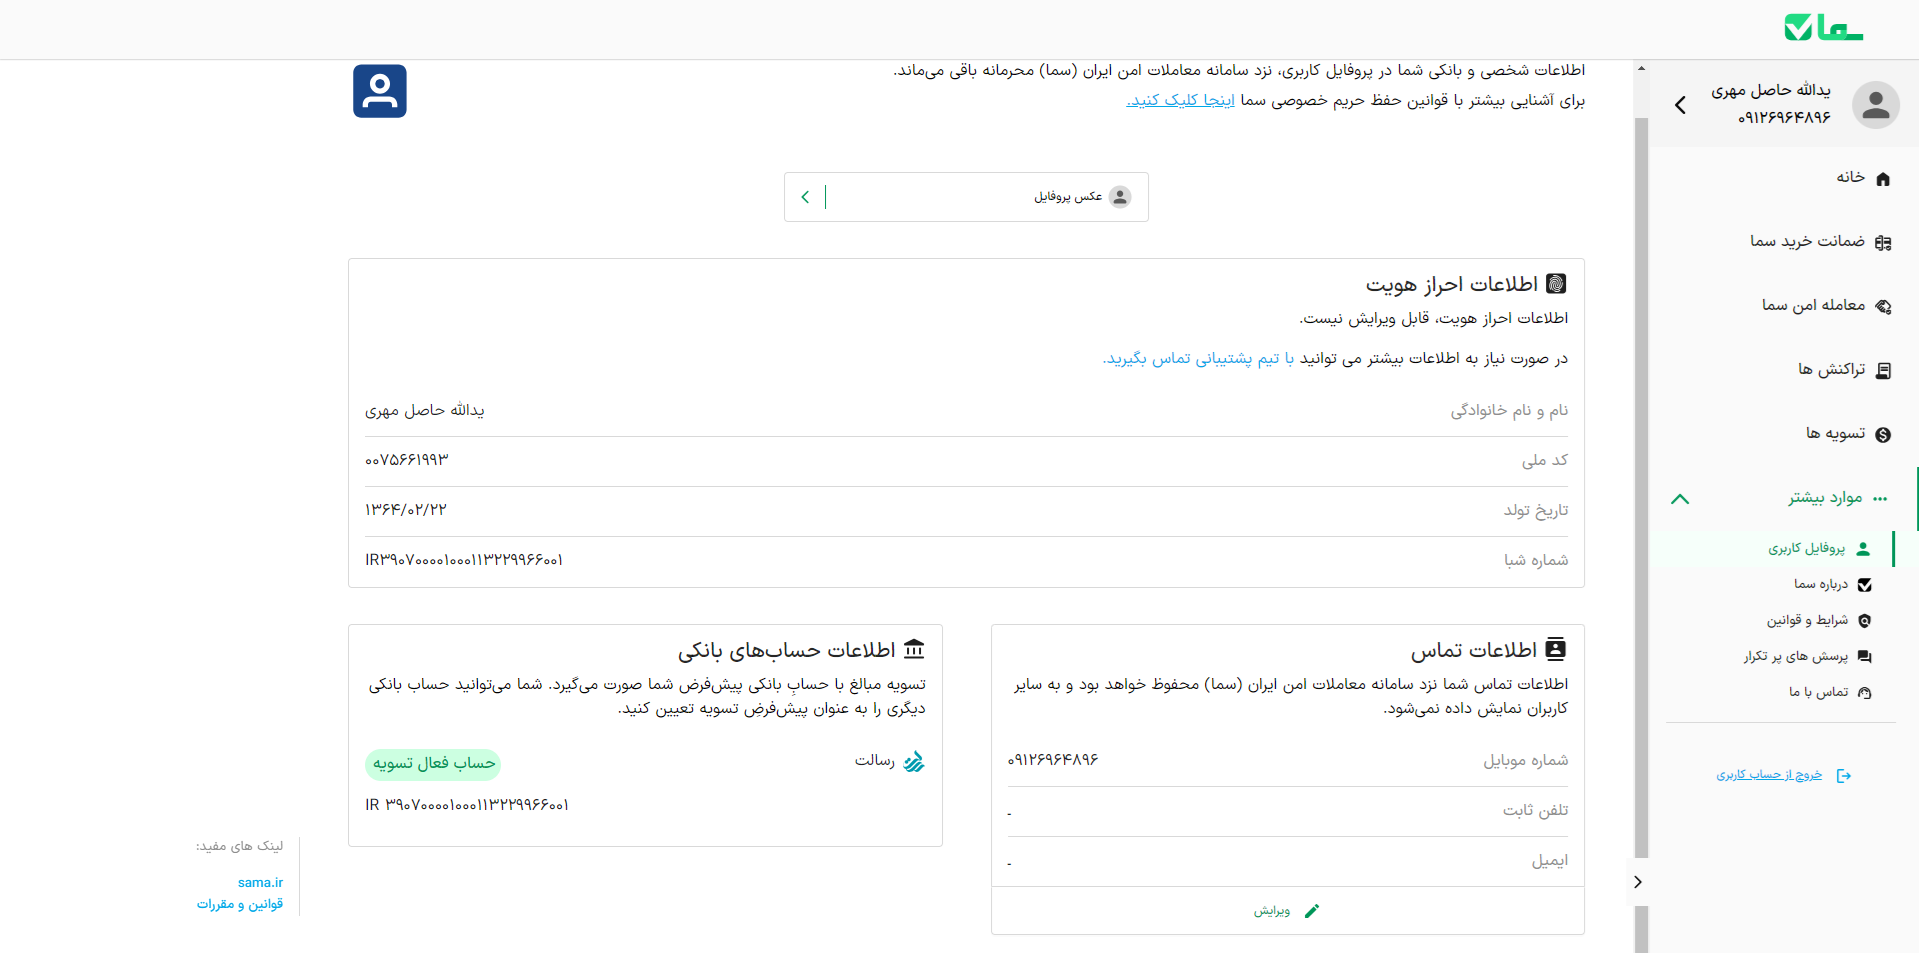 سما
یدالله حاصل مهری
۰۹۱۲۶۹۶۴۸۹۶
خانه
ضمانت خرید سما
معامله امن سما
تراکنش ها
تسویه ها
موارد بیشتر
پروفایل کاربری
درباره سما
شرایط و قوانین
پرسش های پر تکرار
تماس با ما
خروج از حساب کاربری
اطلاعات شخصی و بانکی شما در پروفایل کاربری، نزد سامانه معاملات امن ایران (سما) محرمانه باقی می‌ماند.
برای آشنایی بیشتر با قوانین حفظ حریم خصوصی سما اینجا کلیک کنید.
عکس پروفایل
اطلاعات احراز هویت
اطلاعات احراز هویت، قابل ویرایش نیست.
در صورت نیاز به اطلاعات بیشتر می توانید با تیم پشتیبانی تماس بگیرید.
نام و نام خانوادگی یدالله حاصل مهری
کد ملی ۰۰۷۵۶۶۱۹۹۳
تاریخ تولد ۱۳۶۴/۰۲/۲۲
شماره شبا IR۳۹۰۷۰۰۰۰۱۰۰۰۱۱۳۲۲۹۹۶۶۰۰۱
اطلاعات تماس
اطلاعات تماس شما نزد سامانه معاملات امن ایران (سما) محفوظ خواهد بود و به سایر
کاربران نمایش داده نمی‌شود.
شماره موبایل ۰۹۱۲۶۹۶۴۸۹۶
تلفن ثابت -
ایمیل -
ویرایش
اطلاعات حساب‌های بانکی
تسویه مبالغ با حسابِ بانکی پیش‌فرض شما صورت می‌گیرد. شما می‌توانید حساب بانکی
دیگری را به عنوان پیش‌فرضِ تسویه تعیین کنید.
رسالت حساب فعال تسویه
IR ۳۹۰۷۰۰۰۰۱۰۰۰۱۱۳۲۲۹۹۶۶۰۰۱
لینک های مفید:
sama.ir
قوانین و مقررات